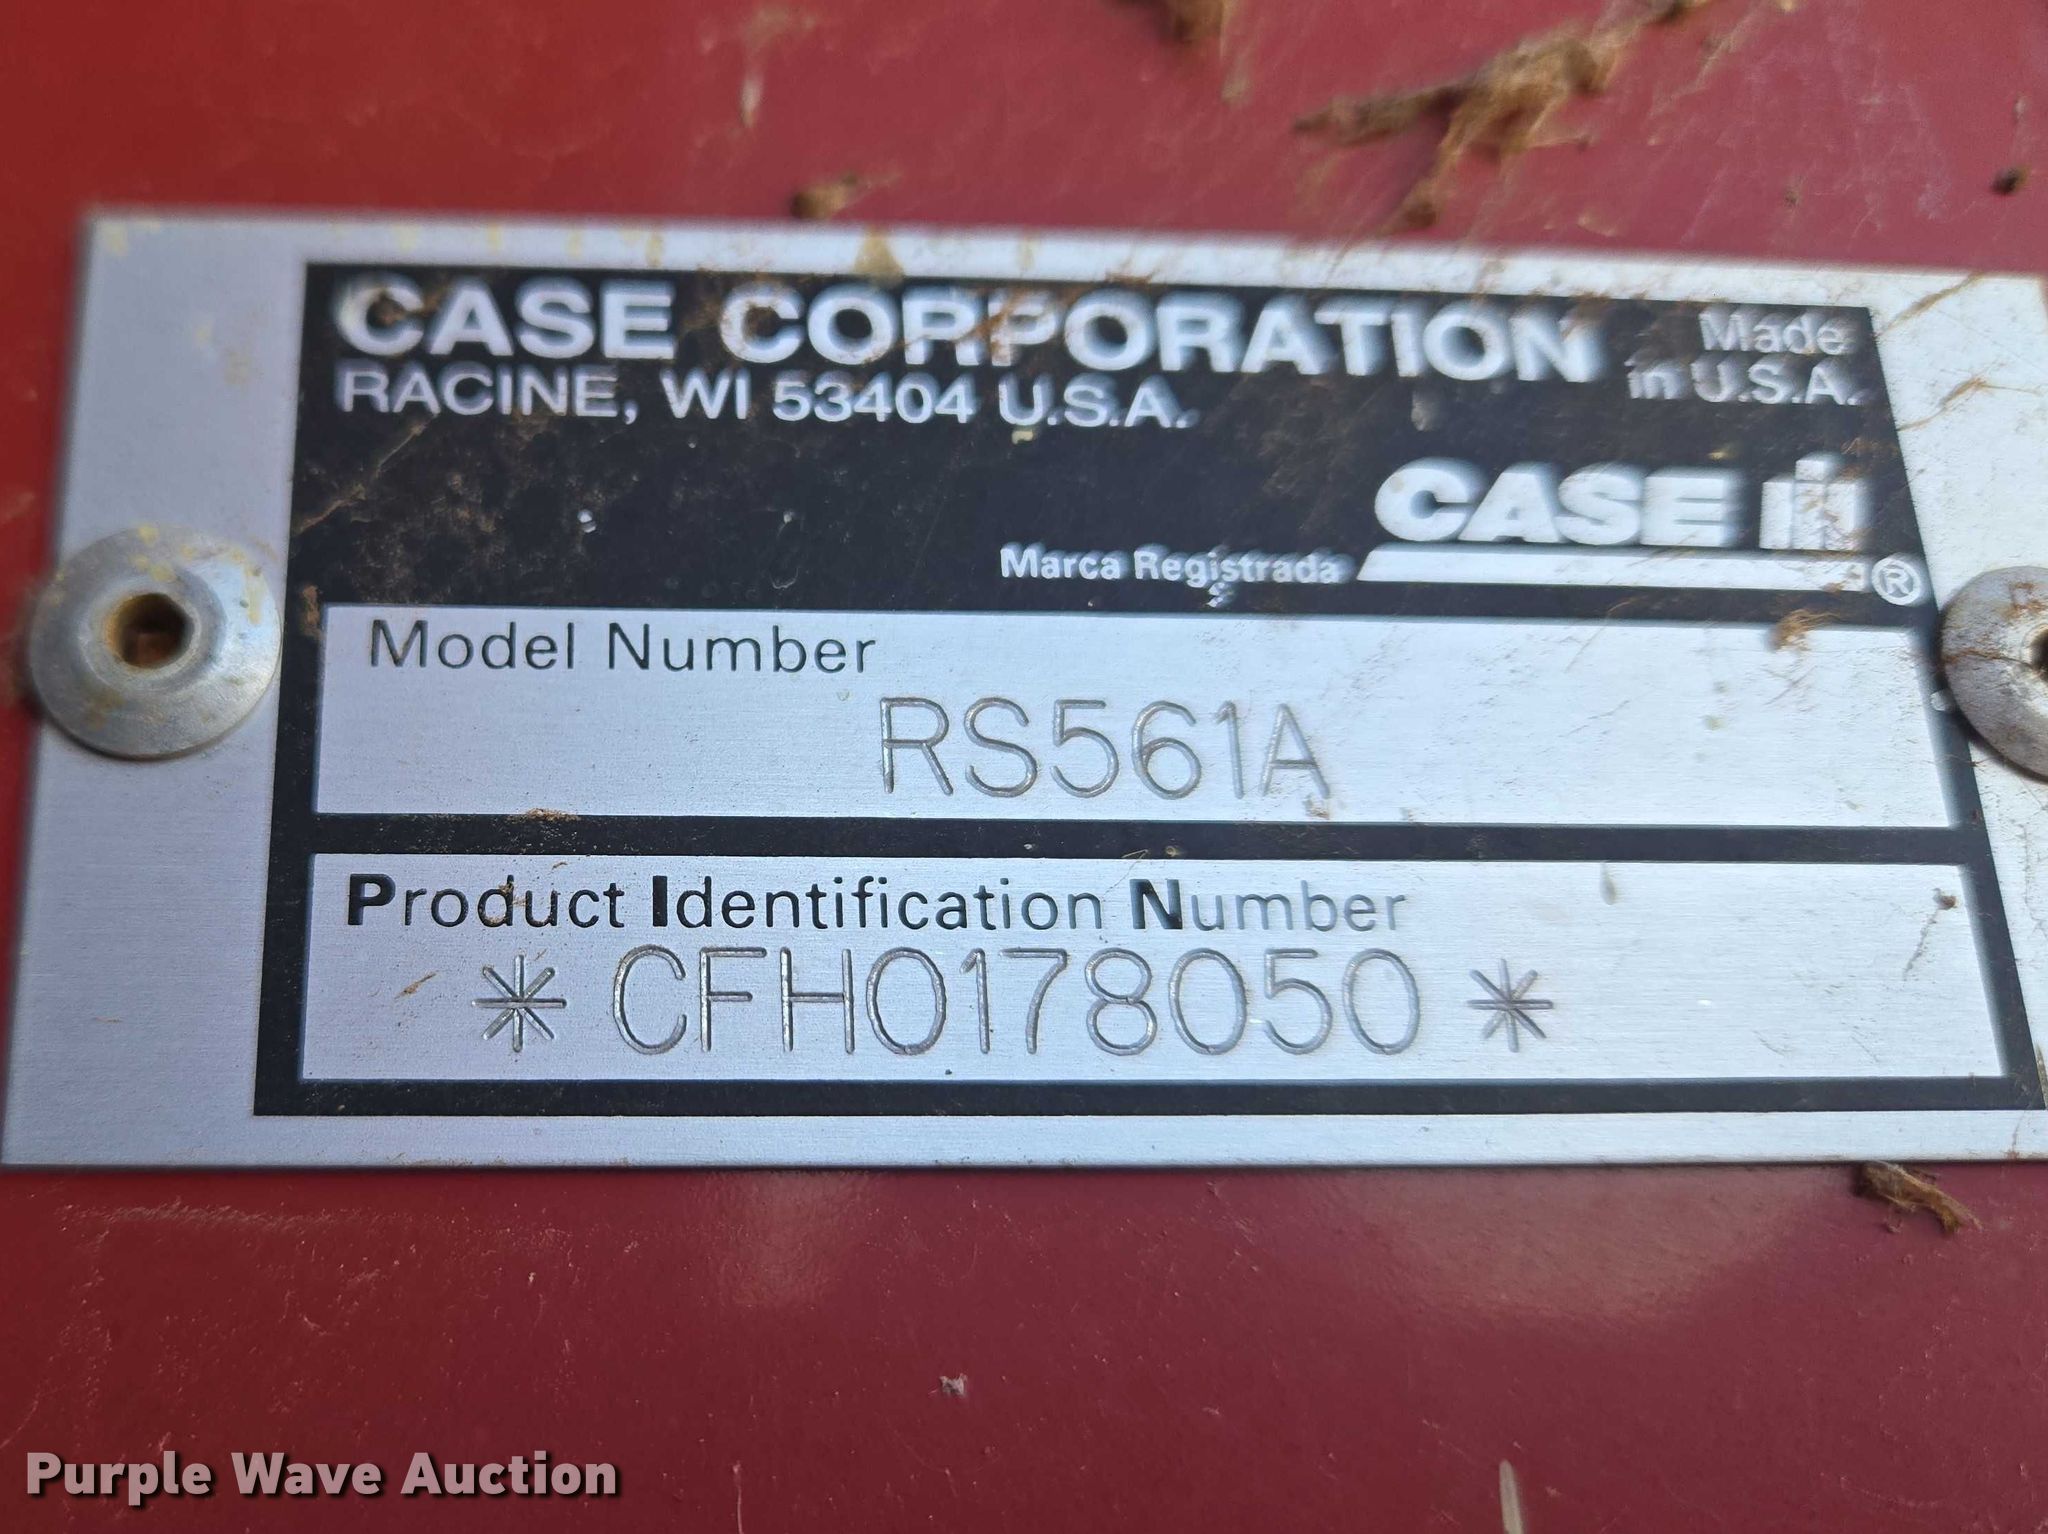 CASE CORPORATION
RACINE, WI 53404 U.S.A.
Made
in U.S.A.
CASE IH
Marca Registrada ®
Model Number
RS561A
Product Identification Number
*CFH0178050*
Purple Wave Auction